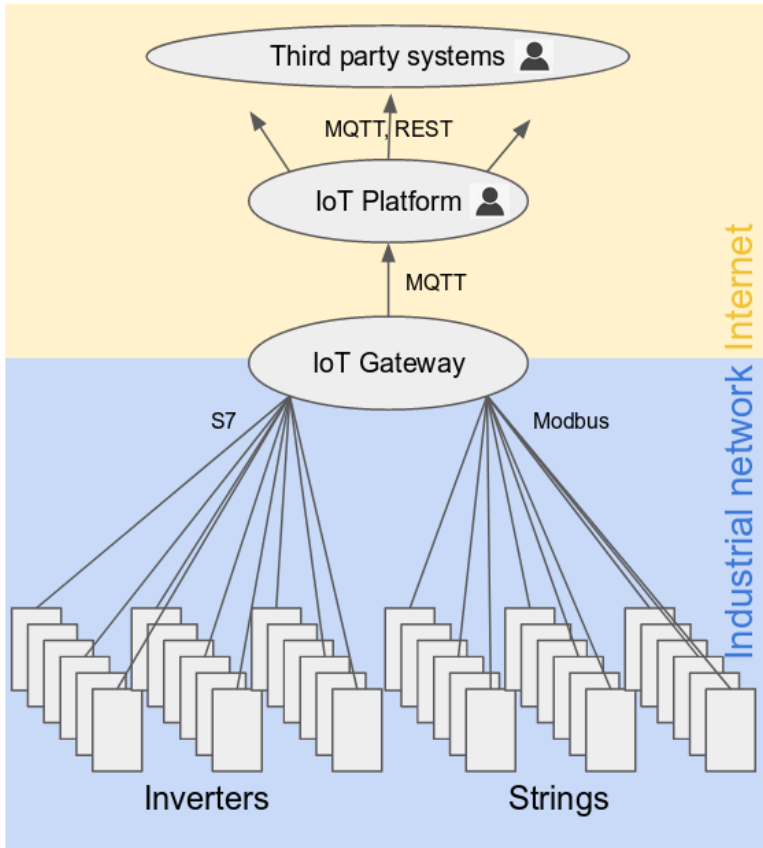 Third party systems
MQTT, REST
IoT Platform
MQTT
IoT Gateway
S7
Modbus
Internet
Industrial network
Inverters
Strings